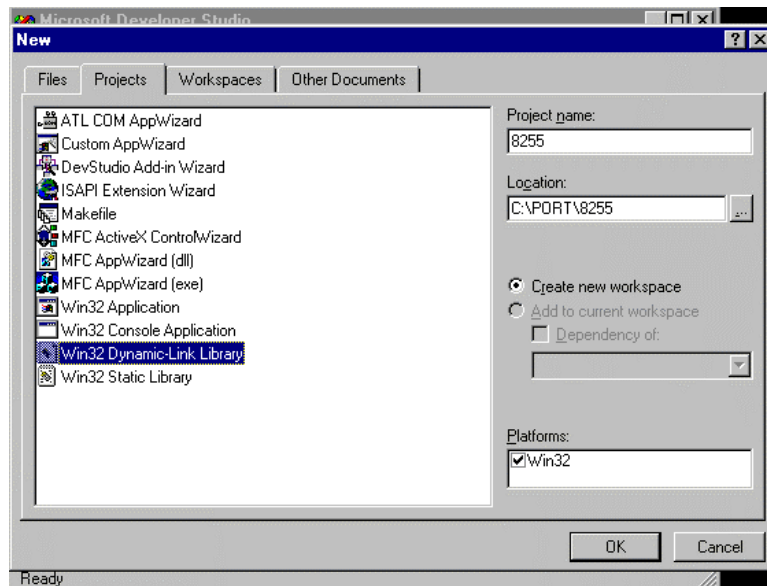 Microsoft Developer Studio
New
Files Projects Workspaces Other Documents
ATL COM AppWizard
Custom AppWizard
DevStudio Add-in Wizard
ISAPI Extension Wizard
Makefile
MFC ActiveX ControlWizard
MFC AppWizard (dll)
MFC AppWizard (exe)
Win32 Application
Win32 Console Application
Win32 Dynamic-Link Library
Win32 Static Library
Project name:
8255
Location:
C:\PORT\8255
...
Create new workspace
Add to current workspace
Dependency of:
Platforms:
Win32
OK Cancel
Ready